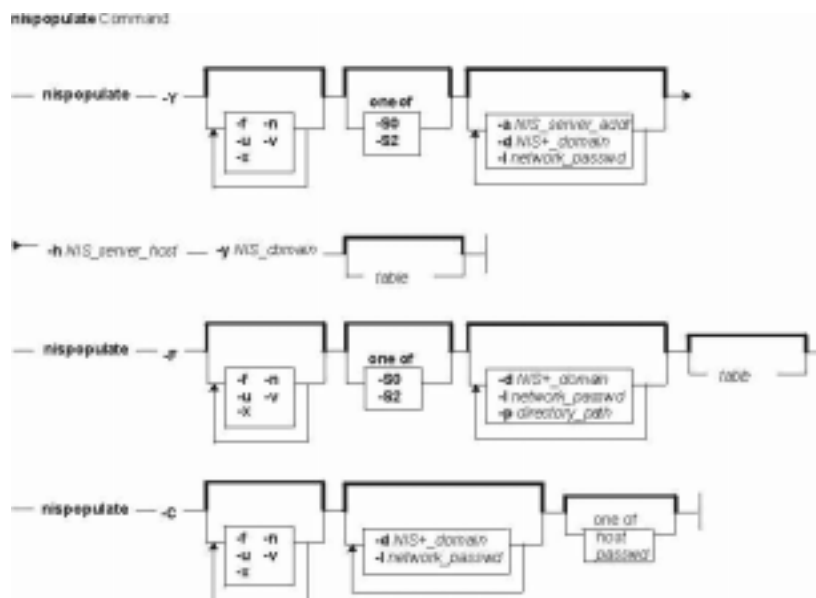 nispopulate Command
nispopulate -Y
-f -n
-u -v
-x
one of
-S0
-S2
-a NIS_server_addr
-d NIS+_domain
-l network_passwd
-h NIS_server_host -y NIS_domain
table
nispopulate -F
-f -n
-u -v
-x
one of
-S0
-S2
-d NIS+_domain
-l network_passwd
-p directory_path
table
nispopulate -C
-f -n
-u -v
-x
-d NIS+_domain
-l network_passwd
one of
host
passwd